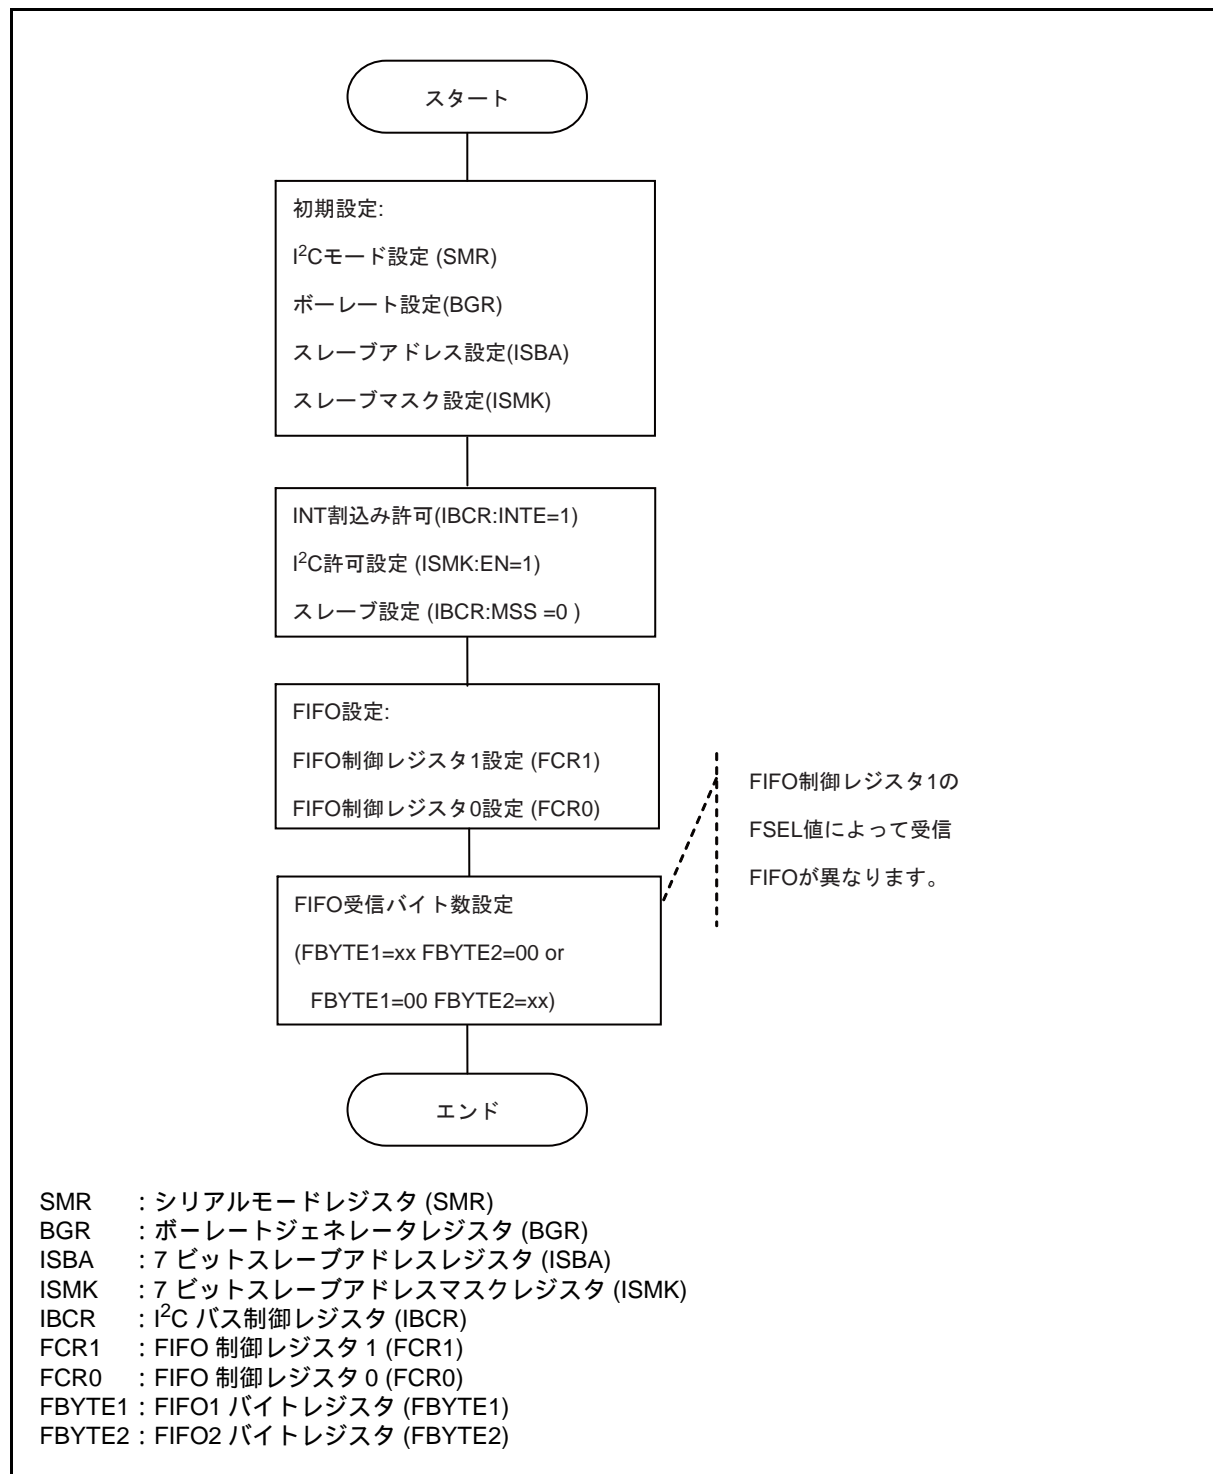 スタート
初期設定:
I²Cモード設定 (SMR)
ボーレート設定(BGR)
スレーブアドレス設定(ISBA)
スレーブマスク設定(ISMK)
INT割込み許可(IBCR:INTE=1)
I²C許可設定 (ISMK:EN=1)
スレーブ設定 (IBCR:MSS =0 )
FIFO設定:
FIFO制御レジスタ1設定 (FCR1)
FIFO制御レジスタ0設定 (FCR0)
FIFO制御レジスタ1の
FSEL値によって受信
FIFOが異なります。
FIFO受信バイト数設定
(FBYTE1=xx FBYTE2=00 or
FBYTE1=00 FBYTE2=xx)
エンド
SMR : シリアルモードレジスタ (SMR)
BGR : ボーレートジェネレータレジスタ (BGR)
ISBA : 7 ビットスレーブアドレスレジスタ (ISBA)
ISMK : 7 ビットスレーブアドレスマスクレジスタ (ISMK)
IBCR : I²C バス制御レジスタ (IBCR)
FCR1 : FIFO 制御レジスタ 1 (FCR1)
FCR0 : FIFO 制御レジスタ 0 (FCR0)
FBYTE1 : FIFO1 バイトレジスタ (FBYTE1)
FBYTE2 : FIFO2 バイトレジスタ (FBYTE2)